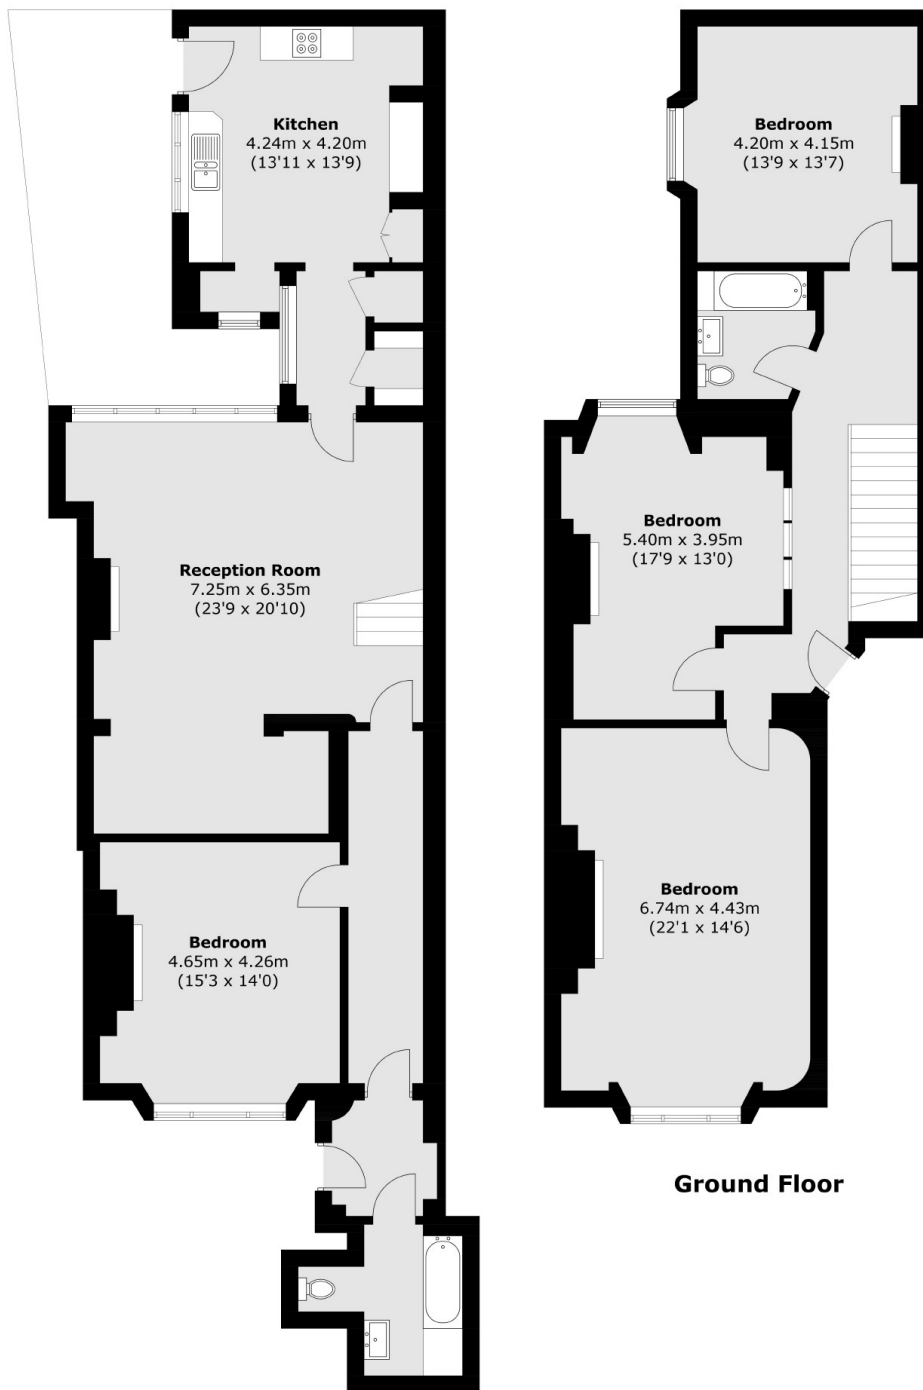 Kitchen
4.24m x 4.20m
(13'11 x 13'9)
Reception Room
7.25m x 6.35m
(23'9 x 20'10)
Bedroom
4.65m x 4.26m
(15'3 x 14'0)
Bedroom
4.20m x 4.15m
(13'9 x 13'7)
Bedroom
5.40m x 3.95m
(17'9 x 13'0)
Bedroom
6.74m x 4.43m
(22'1 x 14'6)
Ground Floor